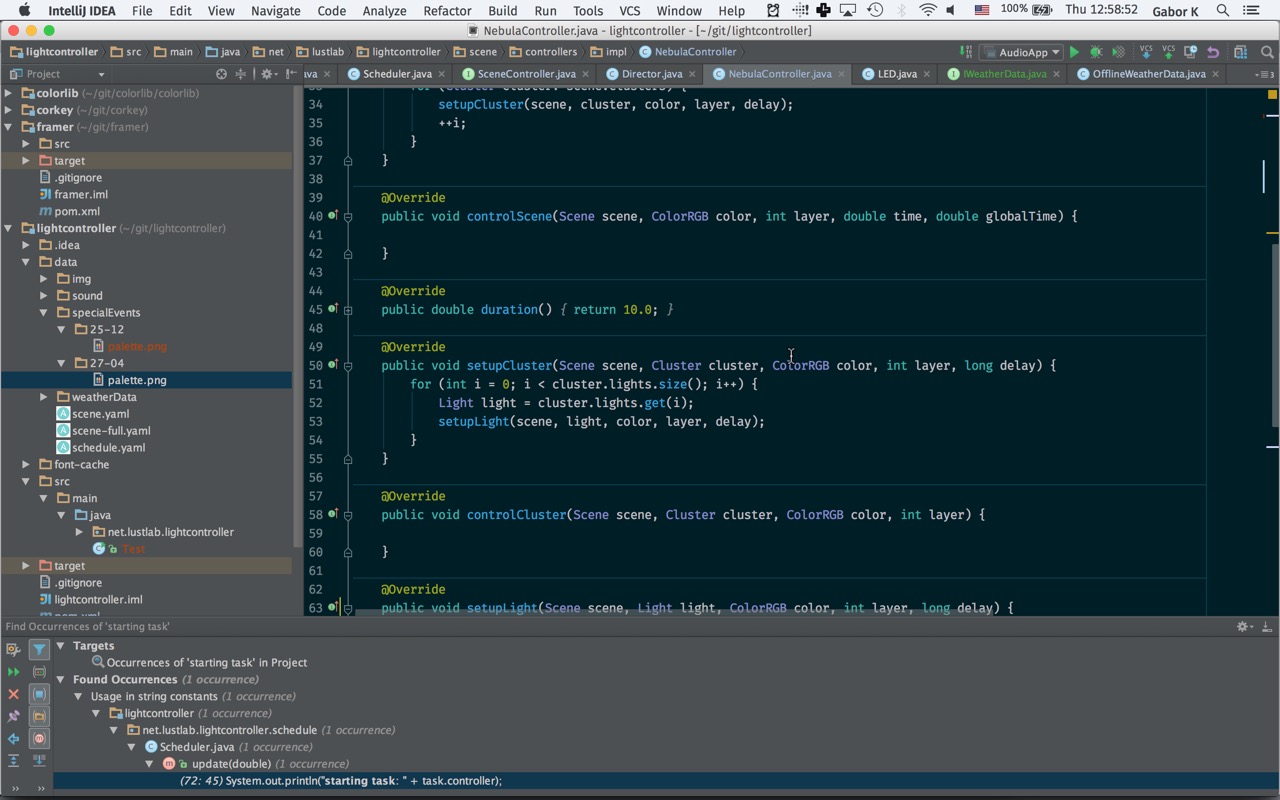 IntelliJ IDEA File Edit View Navigate Code Analyze Refactor Build Run Tools VCS Window Help 100% Thu 12:58:52 Gabor K
NebulaController.java - lightcontroller - [~/git/lightcontroller]
lightcontroller src main java net lustlab lightcontroller scene controllers impl NebulaController AudioApp VCS VCS
Project
ava Scheduler.java SceneController.java Director.java NebulaController.java LED.java IWeatherData.java OfflineWeatherData.java
colorlib (~/git/colorlib/colorlib)
corkey (~/git/corkey)
framer (~/git/framer)
src
target
.gitignore
framer.iml
pom.xml
lightcontroller (~/git/lightcontroller)
.idea
data
img
sound
specialEvents
25-12
palette.png
27-04
palette.png
weatherData
scene.yaml
scene-full.yaml
schedule.yaml
font-cache
src
main
java
net.lustlab.lightcontroller
Test
target
.gitignore
lightcontroller.iml
pom.xml
33 for (Cluster cluster: scene.clusters) {
34 setupCluster(scene, cluster, color, layer, delay);
35 ++i;
36 }
37 }
38
39 @Override
40 public void controlScene(Scene scene, ColorRGB color, int layer, double time, double globalTime) {
41
42 }
43
44 @Override
45 public double duration() { return 10.0; }
48
49 @Override
50 public void setupCluster(Scene scene, Cluster cluster, ColorRGB color, int layer, long delay) {
51 for (int i = 0; i < cluster.lights.size(); i++) {
52 Light light = cluster.lights.get(i);
53 setupLight(scene, light, color, layer, delay);
54 }
55 }
56
57 @Override
58 public void controlCluster(Scene scene, Cluster cluster, ColorRGB color, int layer) {
59
60 }
61
62 @Override
63 public void setupLight(Scene scene, Light light, ColorRGB color, int layer, long delay) {
Find Occurrences of 'starting task'
Targets
Occurrences of 'starting task' in Project
Found Occurrences (1 occurrence)
Usage in string constants (1 occurrence)
lightcontroller (1 occurrence)
net.lustlab.lightcontroller.schedule (1 occurrence)
Scheduler.java (1 occurrence)
update(double) (1 occurrence)
(72: 45) System.out.println("starting task: " + task.controller);